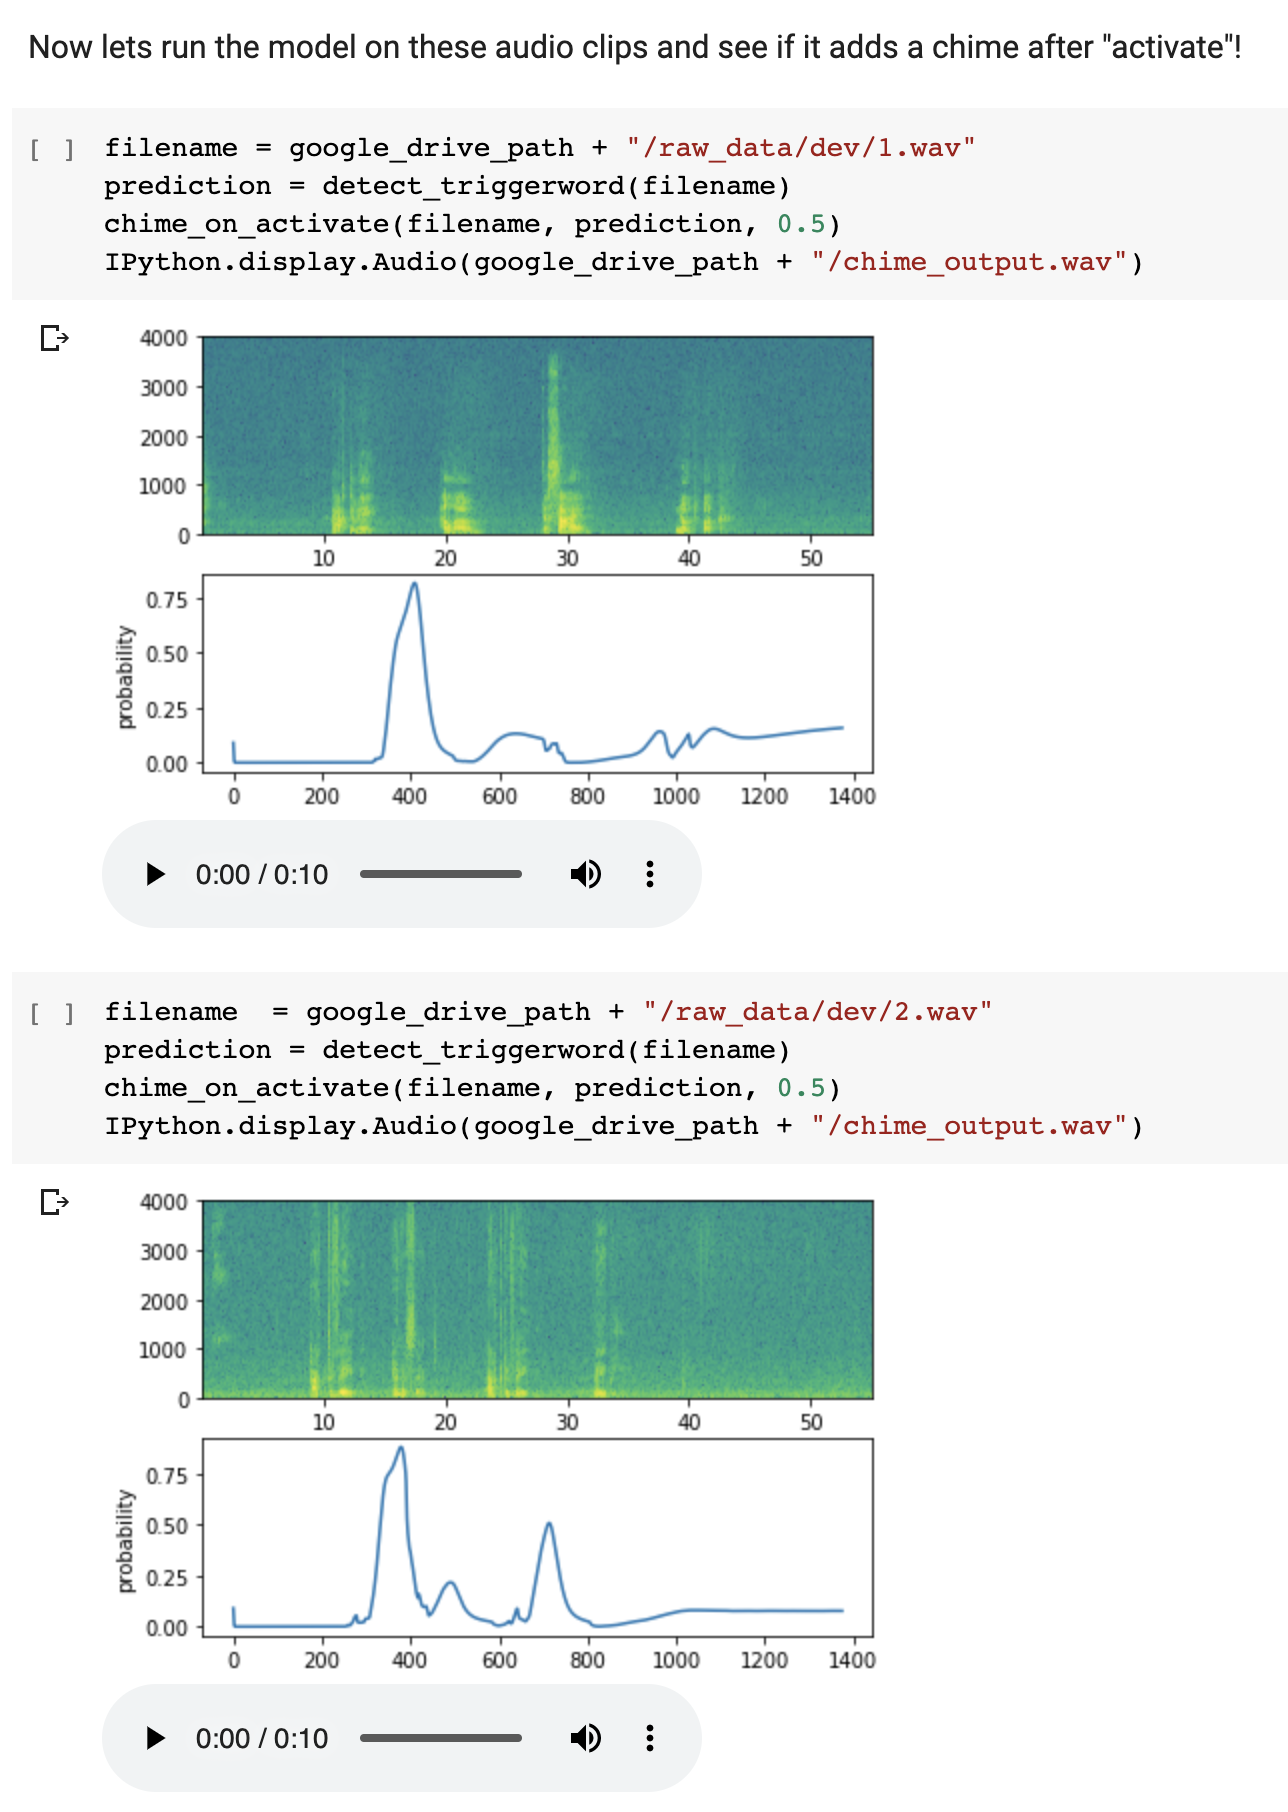 Now lets run the model on these audio clips and see if it adds a chime after "activate"!
[ ] filename = google_drive_path + "/raw_data/dev/1.wav"
prediction = detect_triggerword(filename)
chime_on_activate(filename, prediction, 0.5)
IPython.display.Audio(google_drive_path + "/chime_output.wav")
4000
3000
2000
1000
0
10 20 30 40 50
probability
0.75
0.50
0.25
0.00
0 200 400 600 800 1000 1200 1400
0:00 / 0:10
[ ] filename  = google_drive_path + "/raw_data/dev/2.wav"
prediction = detect_triggerword(filename)
chime_on_activate(filename, prediction, 0.5)
IPython.display.Audio(google_drive_path + "/chime_output.wav")
4000
3000
2000
1000
0
10 20 30 40 50
probability
0.75
0.50
0.25
0.00
0 200 400 600 800 1000 1200 1400
0:00 / 0:10